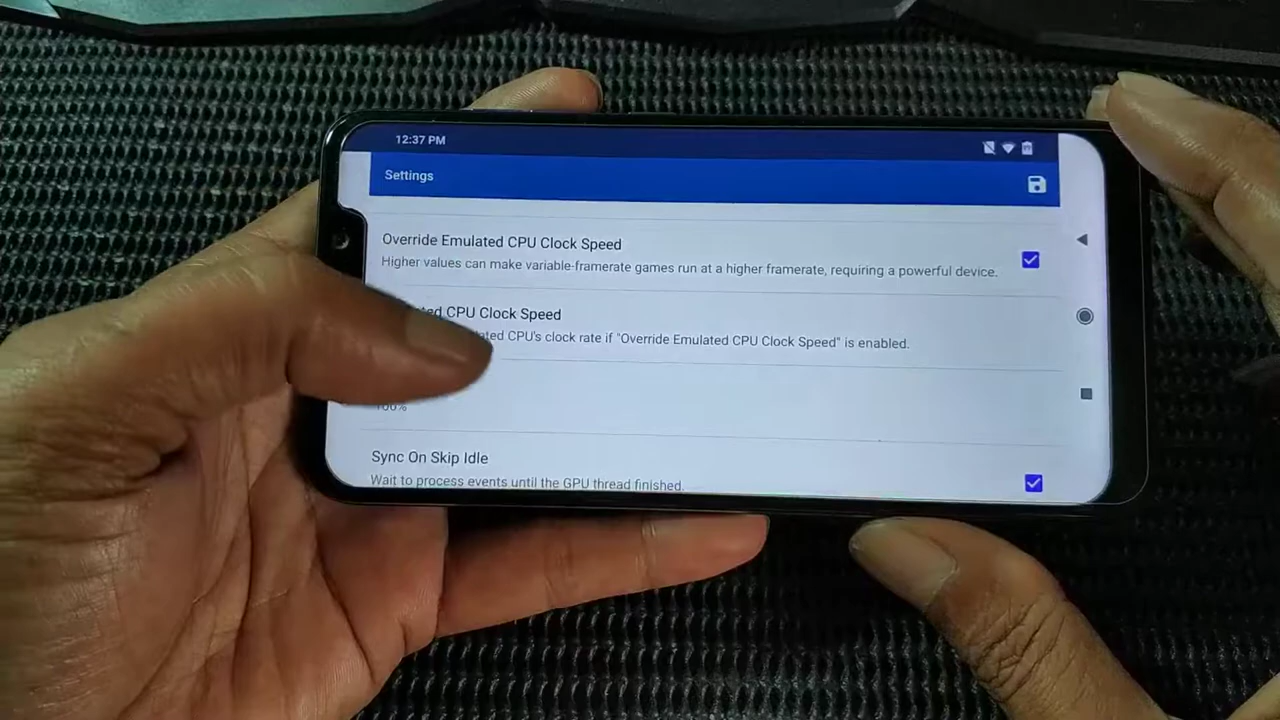 12:37 PM
Settings
Override Emulated CPU Clock Speed
Higher values can make variable-framerate games run at a higher framerate, requiring a powerful device.
CPU Clock Speed
CPU's clock rate if "Override Emulated CPU Clock Speed" is enabled.
100%
Sync On Skip Idle
Wait to process events until the GPU thread finished.